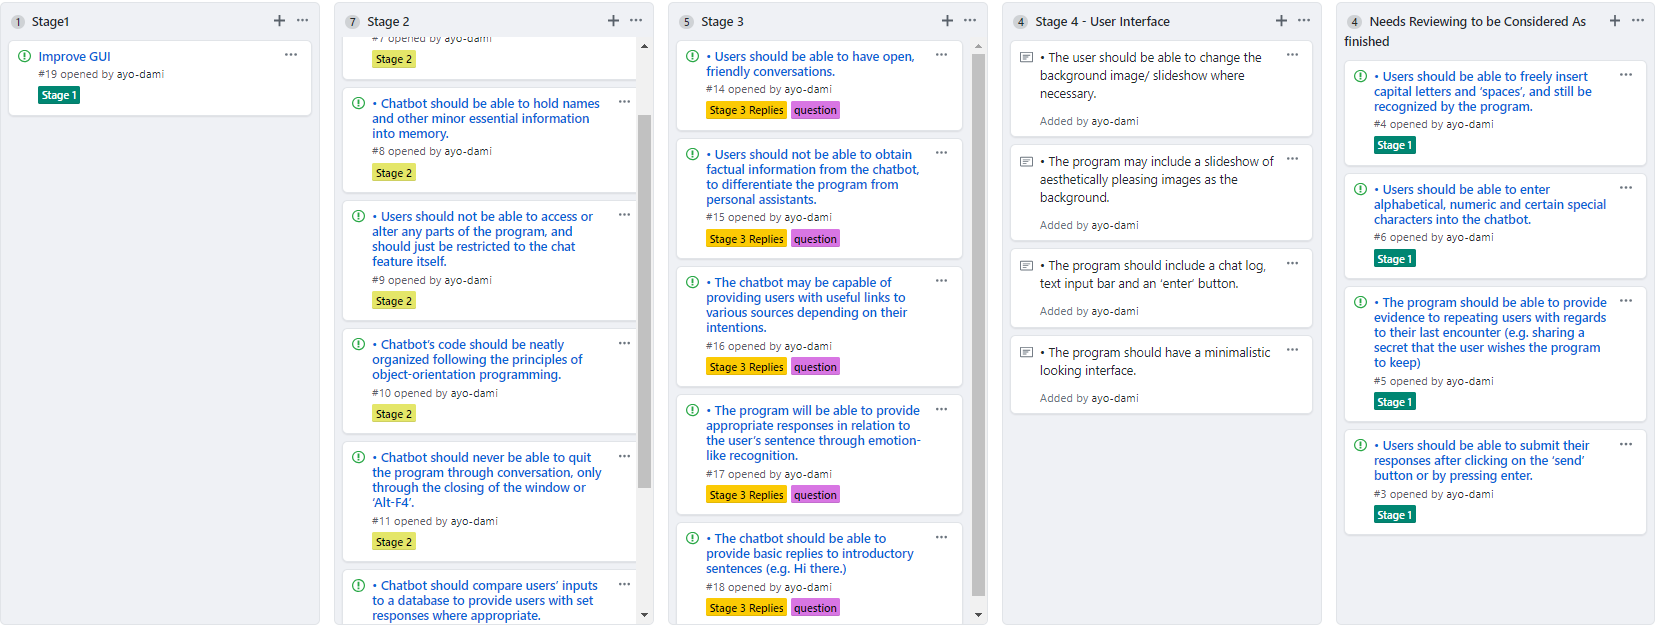 1 Stage1
Improve GUI
#19 opened by ayo-dami
Stage 1
7 Stage 2
#7 opened by ayo-dami
Stage 2
• Chatbot should be able to hold names
and other minor essential information
into memory.
#8 opened by ayo-dami
Stage 2
• Users should not be able to access or
alter any parts of the program, and
should just be restricted to the chat
feature itself.
#9 opened by ayo-dami
Stage 2
• Chatbot's code should be neatly
organized following the principles of
object-orientation programming.
#10 opened by ayo-dami
Stage 2
• Chatbot should never be able to quit
the program through conversation, only
through the closing of the window or
‘Alt-F4’.
#11 opened by ayo-dami
Stage 2
• Chatbot should compare users’ inputs
to a database to provide users with set
responses where appropriate.
5 Stage 3
• Users should be able to have open,
friendly conversations.
#14 opened by ayo-dami
Stage 3 Replies question
• Users should not be able to obtain
factual information from the chatbot,
to differentiate the program from
personal assistants.
#15 opened by ayo-dami
Stage 3 Replies question
• The chatbot may be capable of
providing users with useful links to
various sources depending on their
intentions.
#16 opened by ayo-dami
Stage 3 Replies question
• The program will be able to provide
appropriate responses in relation to
the user’s sentence through emotion-
like recognition.
#17 opened by ayo-dami
Stage 3 Replies question
• The chatbot should be able to
provide basic replies to introductory
sentences (e.g. Hi there.)
#18 opened by ayo-dami
Stage 3 Replies question
4 Stage 4 - User Interface
• The user should be able to change the
background image/ slideshow where
necessary.
Added by ayo-dami
• The program may include a slideshow of
aesthetically pleasing images as the
background.
Added by ayo-dami
• The program should include a chat log,
text input bar and an ‘enter’ button.
Added by ayo-dami
• The program should have a minimalistic
looking interface.
Added by ayo-dami
4 Needs Reviewing to be Considered As
finished
• Users should be able to freely insert
capital letters and ‘spaces’, and still be
recognized by the program.
#4 opened by ayo-dami
Stage 1
• Users should be able to enter
alphabetical, numeric and certain special
characters into the chatbot.
#6 opened by ayo-dami
Stage 1
• The program should be able to provide
evidence to repeating users with regards
to their last encounter (e.g. sharing a
secret that the user wishes the program
to keep)
#5 opened by ayo-dami
Stage 1
• Users should be able to submit their
responses after clicking on the ‘send’
button or by pressing enter.
#3 opened by ayo-dami
Stage 1